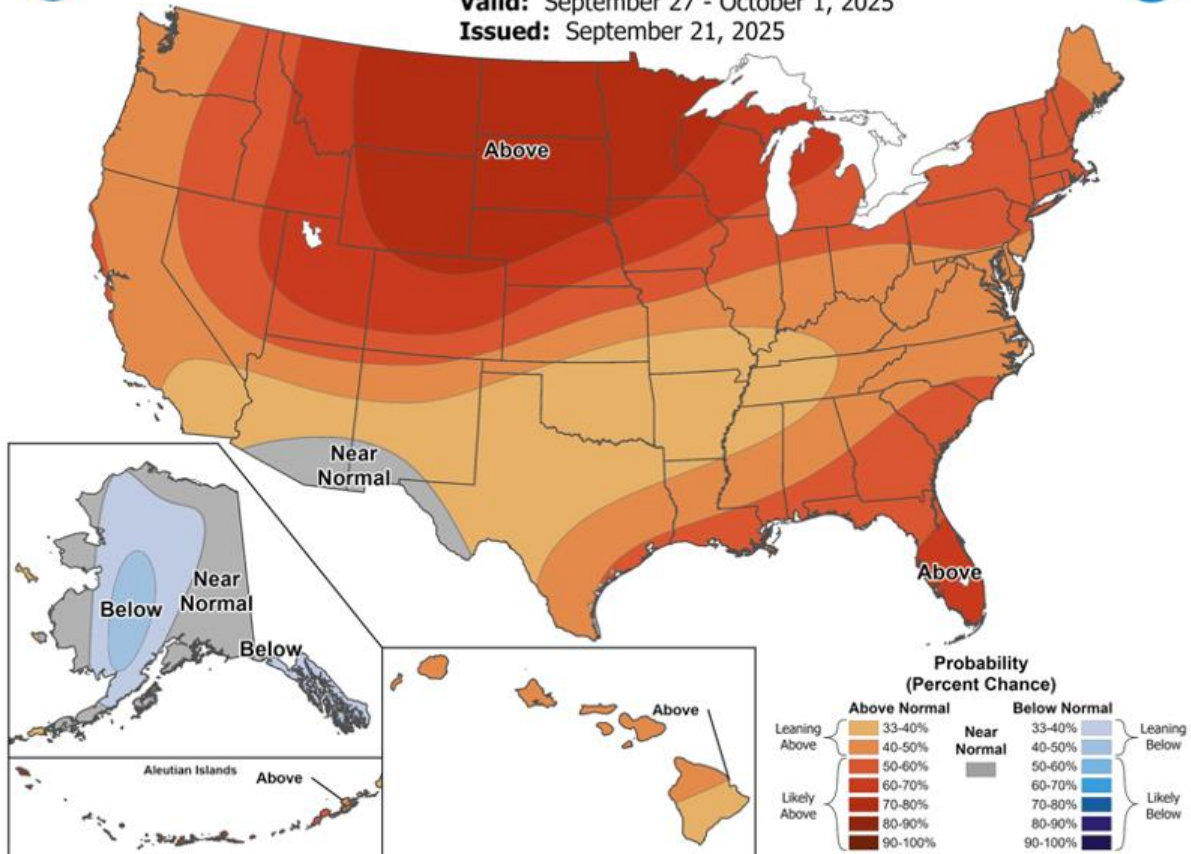 Valid: September 27 - October 1, 2025
Issued: September 21, 2025
Above
Near
Normal
Above
Near
Normal
Below
Below
Above
Aleutian Islands
Above
Probability
(Percent Chance)
Above Normal
Below Normal
Leaning
Above
33-40%
40-50%
Near
Normal
33-40%
40-50%
Leaning
Below
Likely
Above
50-60%
60-70%
70-80%
80-90%
90-100%
50-60%
60-70%
70-80%
80-90%
90-100%
Likely
Below